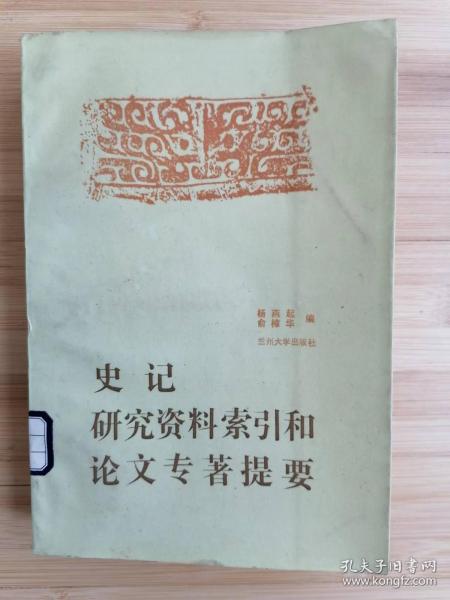 杨燕起
俞樟华 编
兰州大学出版社
史记
研究资料索引和
论文专著提要
孔夫子旧书网
www.kongfz.com